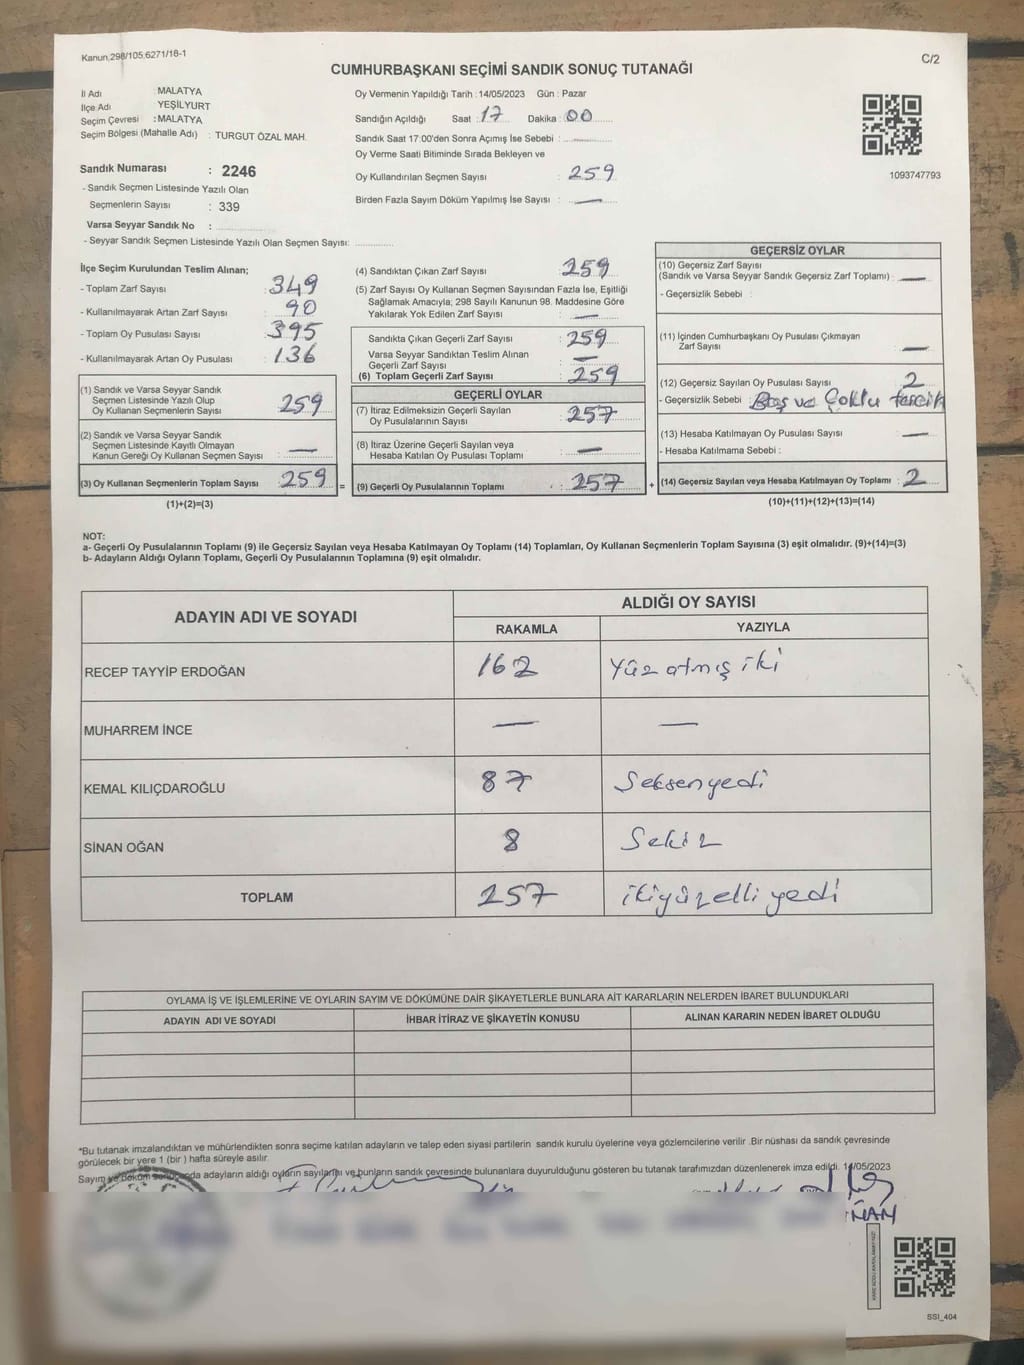 Kanun:298/105;6271/18-1
C/2
CUMHURBAŞKANI SEÇİMİ SANDIK SONUÇ TUTANAĞI
İl Adı MALATYA
İlçe Adı YEŞİLYURT
Seçim Çevresi : MALATYA
Seçim Bölgesi (Mahalle Adı) : TURGUT ÖZAL MAH.
Sandık Numarası : 2246
- Sandık Seçmen Listesinde Yazılı Olan
Seçmenlerin Sayısı : 339
Varsa Seyyar Sandık No :
- Seyyar Sandık Seçmen Listesinde Yazılı Olan Seçmen Sayısı:
Oy Vermenin Yapıldığı Tarih : 14/05/2023 Gün : Pazar
Sandığın Açıldığı Saat : 17 Dakika : 00
Sandık Saat 17:00'den Sonra Açımış İse Sebebi :
Oy Verme Saati Bitiminde Sırada Bekleyen ve
Oy Kullandırılan Seçmen Sayısı : 259
Birden Fazla Sayım Döküm Yapılmış İse Sayısı : —
1093747793
İlçe Seçim Kurulundan Teslim Alınan;
- Toplam Zarf Sayısı : 349
- Kullanılmayarak Artan Zarf Sayısı : 90
- Toplam Oy Pusulası Sayısı : 395
- Kullanılmayarak Artan Oy Pusulası : 136
(1) Sandık ve Varsa Seyyar Sandık
Seçmen Listesinde Yazılı Olup
Oy Kullanan Seçmenlerin Sayısı : 259
(2) Sandık ve Varsa Seyyar Sandık
Seçmen Listesinde Kayıtlı Olmayan
Kanun Gereği Oy Kullanan Seçmen Sayısı : —
(3) Oy Kullanan Seçmenlerin Toplam Sayısı : 259 =
(1)+(2)=(3)
(4) Sandıktan Çıkan Zarf Sayısı : 259
(5) Zarf Sayısı Oy Kullanan Seçmen Sayısından Fazla İse, Eşitliği
Sağlamak Amacıyla; 298 Sayılı Kanunun 98. Maddesine Göre
Yakılarak Yok Edilen Zarf Sayısı : —
Sandıkta Çıkan Geçerli Zarf Sayısı : 259
Varsa Seyyar Sandıktan Teslim Alınan
Geçerli Zarf Sayısı : —
(6) Toplam Geçerli Zarf Sayısı : 259
GEÇERLİ OYLAR
(7) İtiraz Edilmeksizin Geçerli Sayılan
Oy Pusulalarının Sayısı : 257
(8) İtiraz Üzerine Geçerli Sayılan veya
Hesaba Katılan Oy Pusulası Toplamı : —
(9) Geçerli Oy Pusulalarının Toplamı : 257 +
GEÇERSİZ OYLAR
(10) Geçersiz Zarf Sayısı
(Sandık ve Varsa Seyyar Sandık Geçersiz Zarf Toplamı) : —
- Geçersizlik Sebebi :
(11) İçinden Cumhurbaşkanı Oy Pusulası Çıkmayan
Zarf Sayısı : —
(12) Geçersiz Sayılan Oy Pusulası Sayısı : 2
- Geçersizlik Sebebi : Boş ve Çoklu tercih
(13) Hesaba Katılmayan Oy Pusulası Sayısı : —
- Hesaba Katılmama Sebebi :
(14) Geçersiz Sayılan veya Hesaba Katılmayan Oy Toplamı : 2
(10)+(11)+(12)+(13)=(14)
NOT:
a- Geçerli Oy Pusulalarının Toplamı (9) ile Geçersiz Sayılan veya Hesaba Katılmayan Oy Toplamı (14) Toplamları, Oy Kullanan Seçmenlerin Toplam Sayısına (3) eşit olmalıdır. (9)+(14)=(3)
b- Adayların Aldığı Oyların Toplamı, Geçerli Oy Pusulalarının Toplamına (9) eşit olmalıdır.
ADAYIN ADI VE SOYADI ALDIĞI OY SAYISI
RAKAMLA YAZIYLA
RECEP TAYYİP ERDOĞAN 162 Yüz atmış iki
MUHARREM İNCE — —
KEMAL KILIÇDAROĞLU 87 Seksenyedi
SİNAN OĞAN 8 Sekiz
TOPLAM 257 ikiyüzelli yedi
OYLAMA İŞ VE İŞLEMLERİNE VE OYLARIN SAYIM VE DÖKÜMÜNE DAİR ŞİKAYETLERLE BUNLARA AİT KARARLARIN NELERDEN İBARET BULUNDUKLARI
ADAYIN ADI VE SOYADI İHBAR İTİRAZ VE ŞİKAYETİN KONUSU ALINAN KARARIN NEDEN İBARET OLDUĞU
*Bu tutanak imzalandıktan ve mühürlendikten sonra seçime katılan adayların ve talep eden siyasi partilerin sandık kurulu üyelerine veya gözlemcilerine verilir .Bir nüshası da sandık çevresinde
görülecek bir yere 1 (bir ) hafta süreyle asılır.
Sayım ve döküm sonunda adayların aldığı oyların sayılarını ve bunların sandık çevresinde bulunanlara duyurulduğunu gösteren bu tutanak tarafımızdan düzenlenerek imza edildi. 14/05/2023
SSI_404